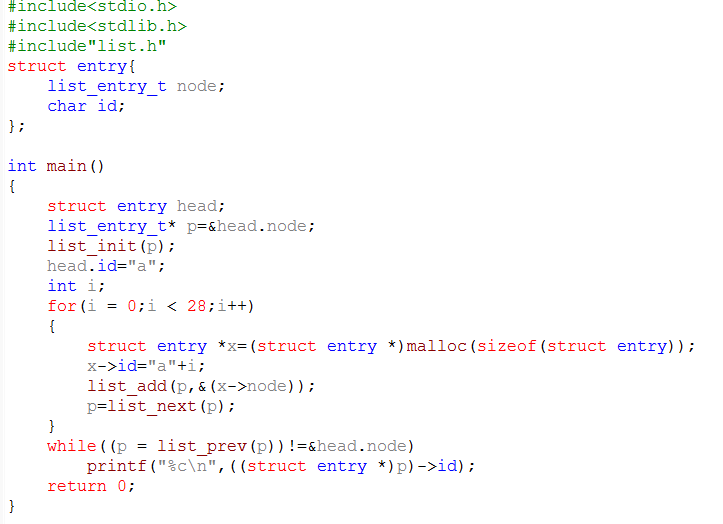 #include<stdio.h>
#include<stdlib.h>
#include"list.h"
struct entry{
    list_entry_t node;
    char id;
};

int main()
{
    struct entry head;
    list_entry_t* p=&head.node;
    list_init(p);
    head.id="a";
    int i;
    for(i = 0;i < 28;i++)
    {
        struct entry *x=(struct entry *)malloc(sizeof(struct entry));
        x->id="a"+i;
        list_add(p,&(x->node));
        p=list_next(p);
    }
    while((p = list_prev(p))!=&head.node)
        printf("%c\n",((struct entry *)p)->id);
    return 0;
}